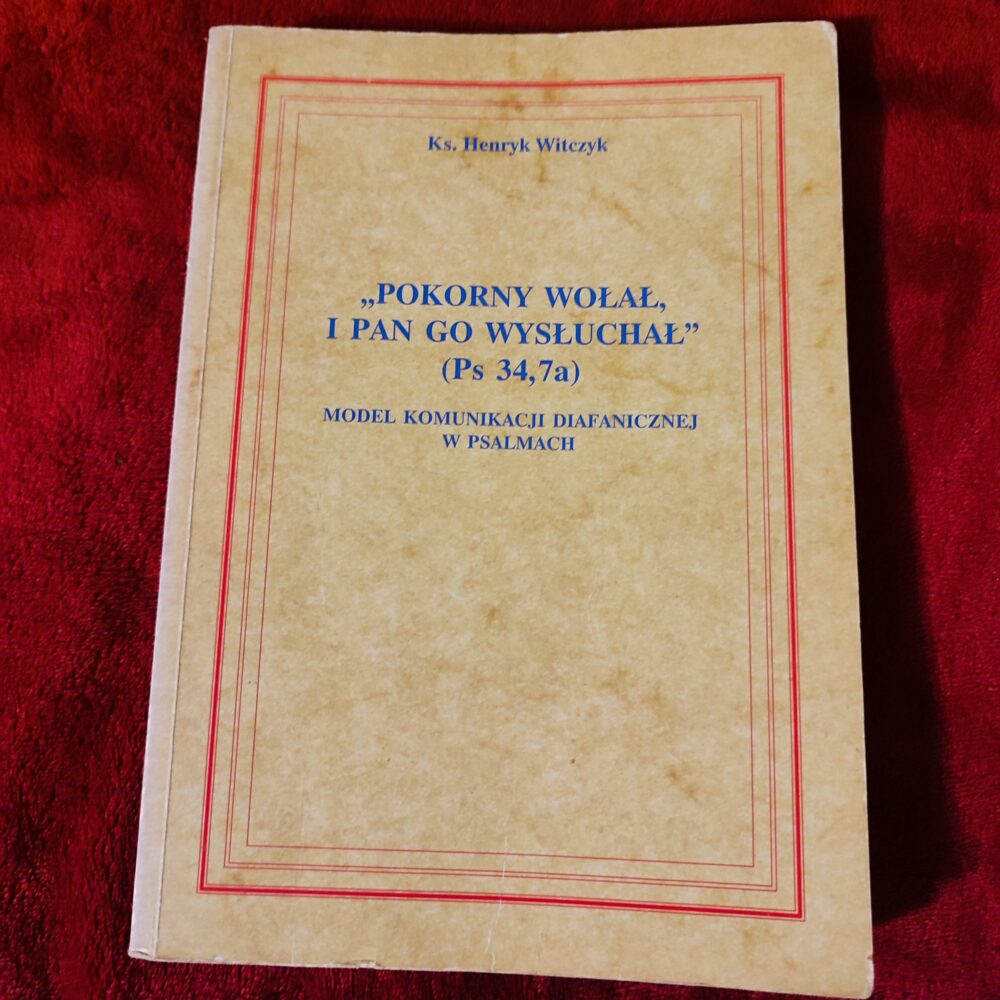 Ks. Henryk Witczyk
„POKORNY WOŁAŁ,
I PAN GO WYSŁUCHAŁ”
(Ps 34,7a)
MODEL KOMUNIKACJI DIAFANICZNEJ
W PSALMACH